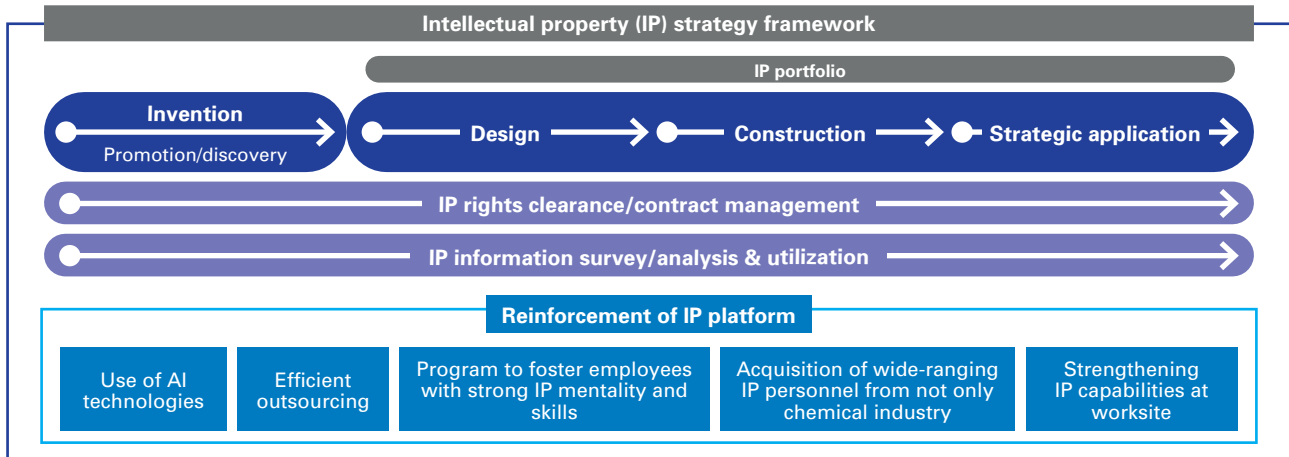 Intellectual property (IP) strategy framework
IP portfolio
Invention
Promotion/discovery
Design
Construction
Strategic application
IP rights clearance/contract management
IP information survey/analysis & utilization
Reinforcement of IP platform
Use of AI
technologies
Efficient
outsourcing
Program to foster employees
with strong IP mentality and
skills
Acquisition of wide-ranging
IP personnel from not only
chemical industry
Strengthening
IP capabilities at
worksite